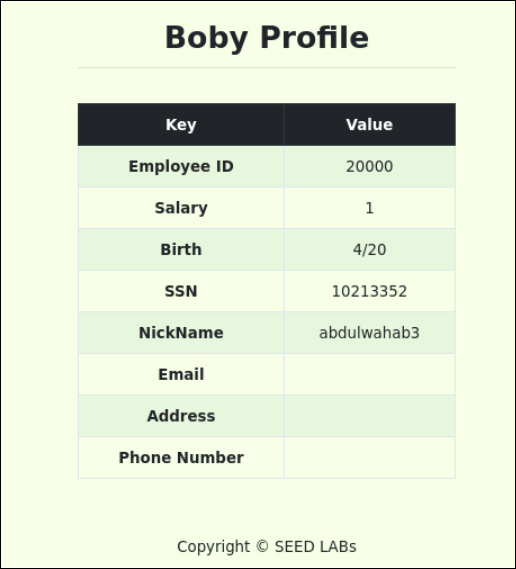 Boby Profile
Key Value
Employee ID 20000
Salary 1
Birth 4/20
SSN 10213352
NickName abdulwahab3
Email
Address
Phone Number
Copyright © SEED LABs